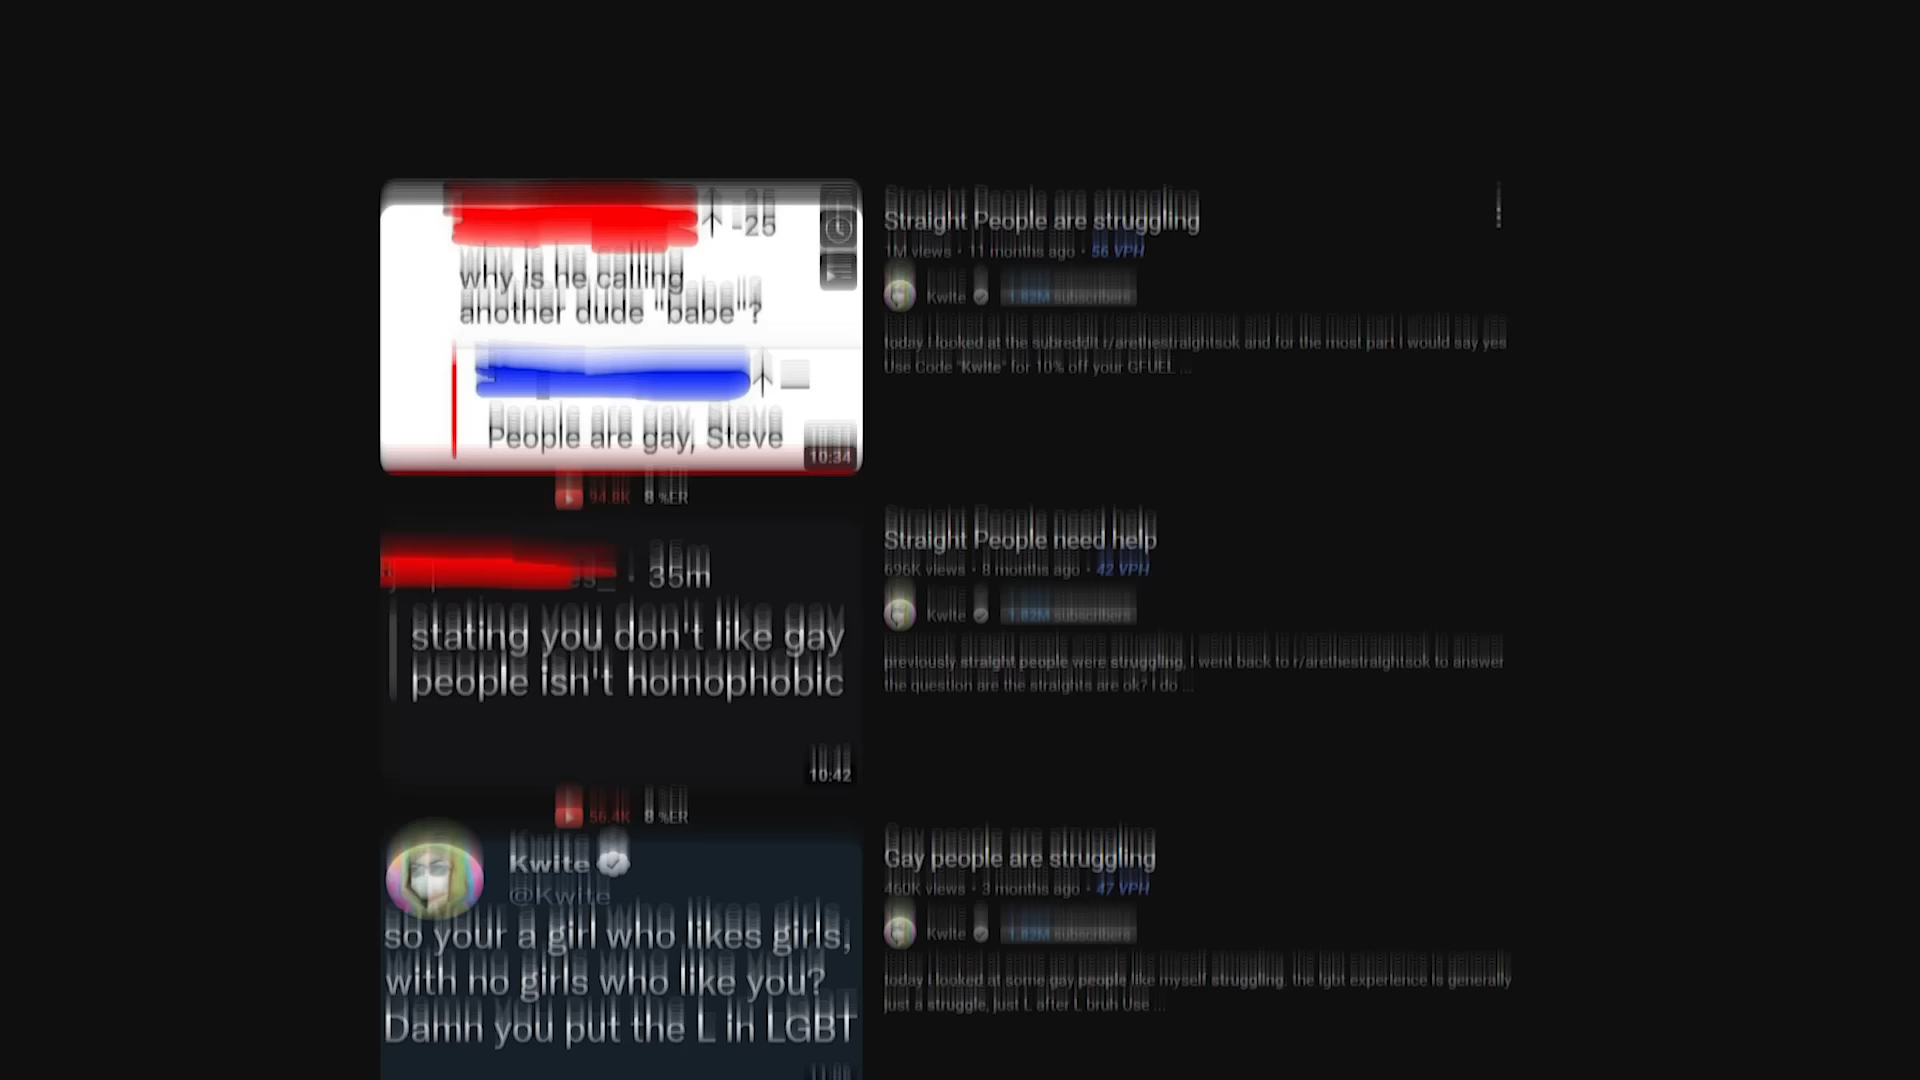 -25
why is he calling
another dude "babe"?
People are gay, Steve
10:34
94.8K 8 %ER
Straight People are struggling
1M views • 11 months ago • 56 VPH
Kwite 1.82M subscribers
today I looked at the subreddit r/arethestraightsok and for the most part I would say yes
Use Code "Kwite" for 10% off your GFUEL ...
35m
stating you don't like gay
people isn't homophobic
10:42
56.4K 8 %ER
Straight People need help
696K views • 8 months ago • 42 VPH
Kwite 1.82M subscribers
previously straight people were struggling, I went back to r/arethestraightsok to answer
the question are the straights are ok? I do ...
Kwite
@Kwite
so your a girl who likes girls,
with no girls who like you?
Damn you put the L in LGBT
Gay people are struggling
460K views • 3 months ago • 47 VPH
Kwite 1.82M subscribers
today I looked at some gay people like myself struggling. the lgbt experience is generally
just a struggle, just L after L bruh Use ...